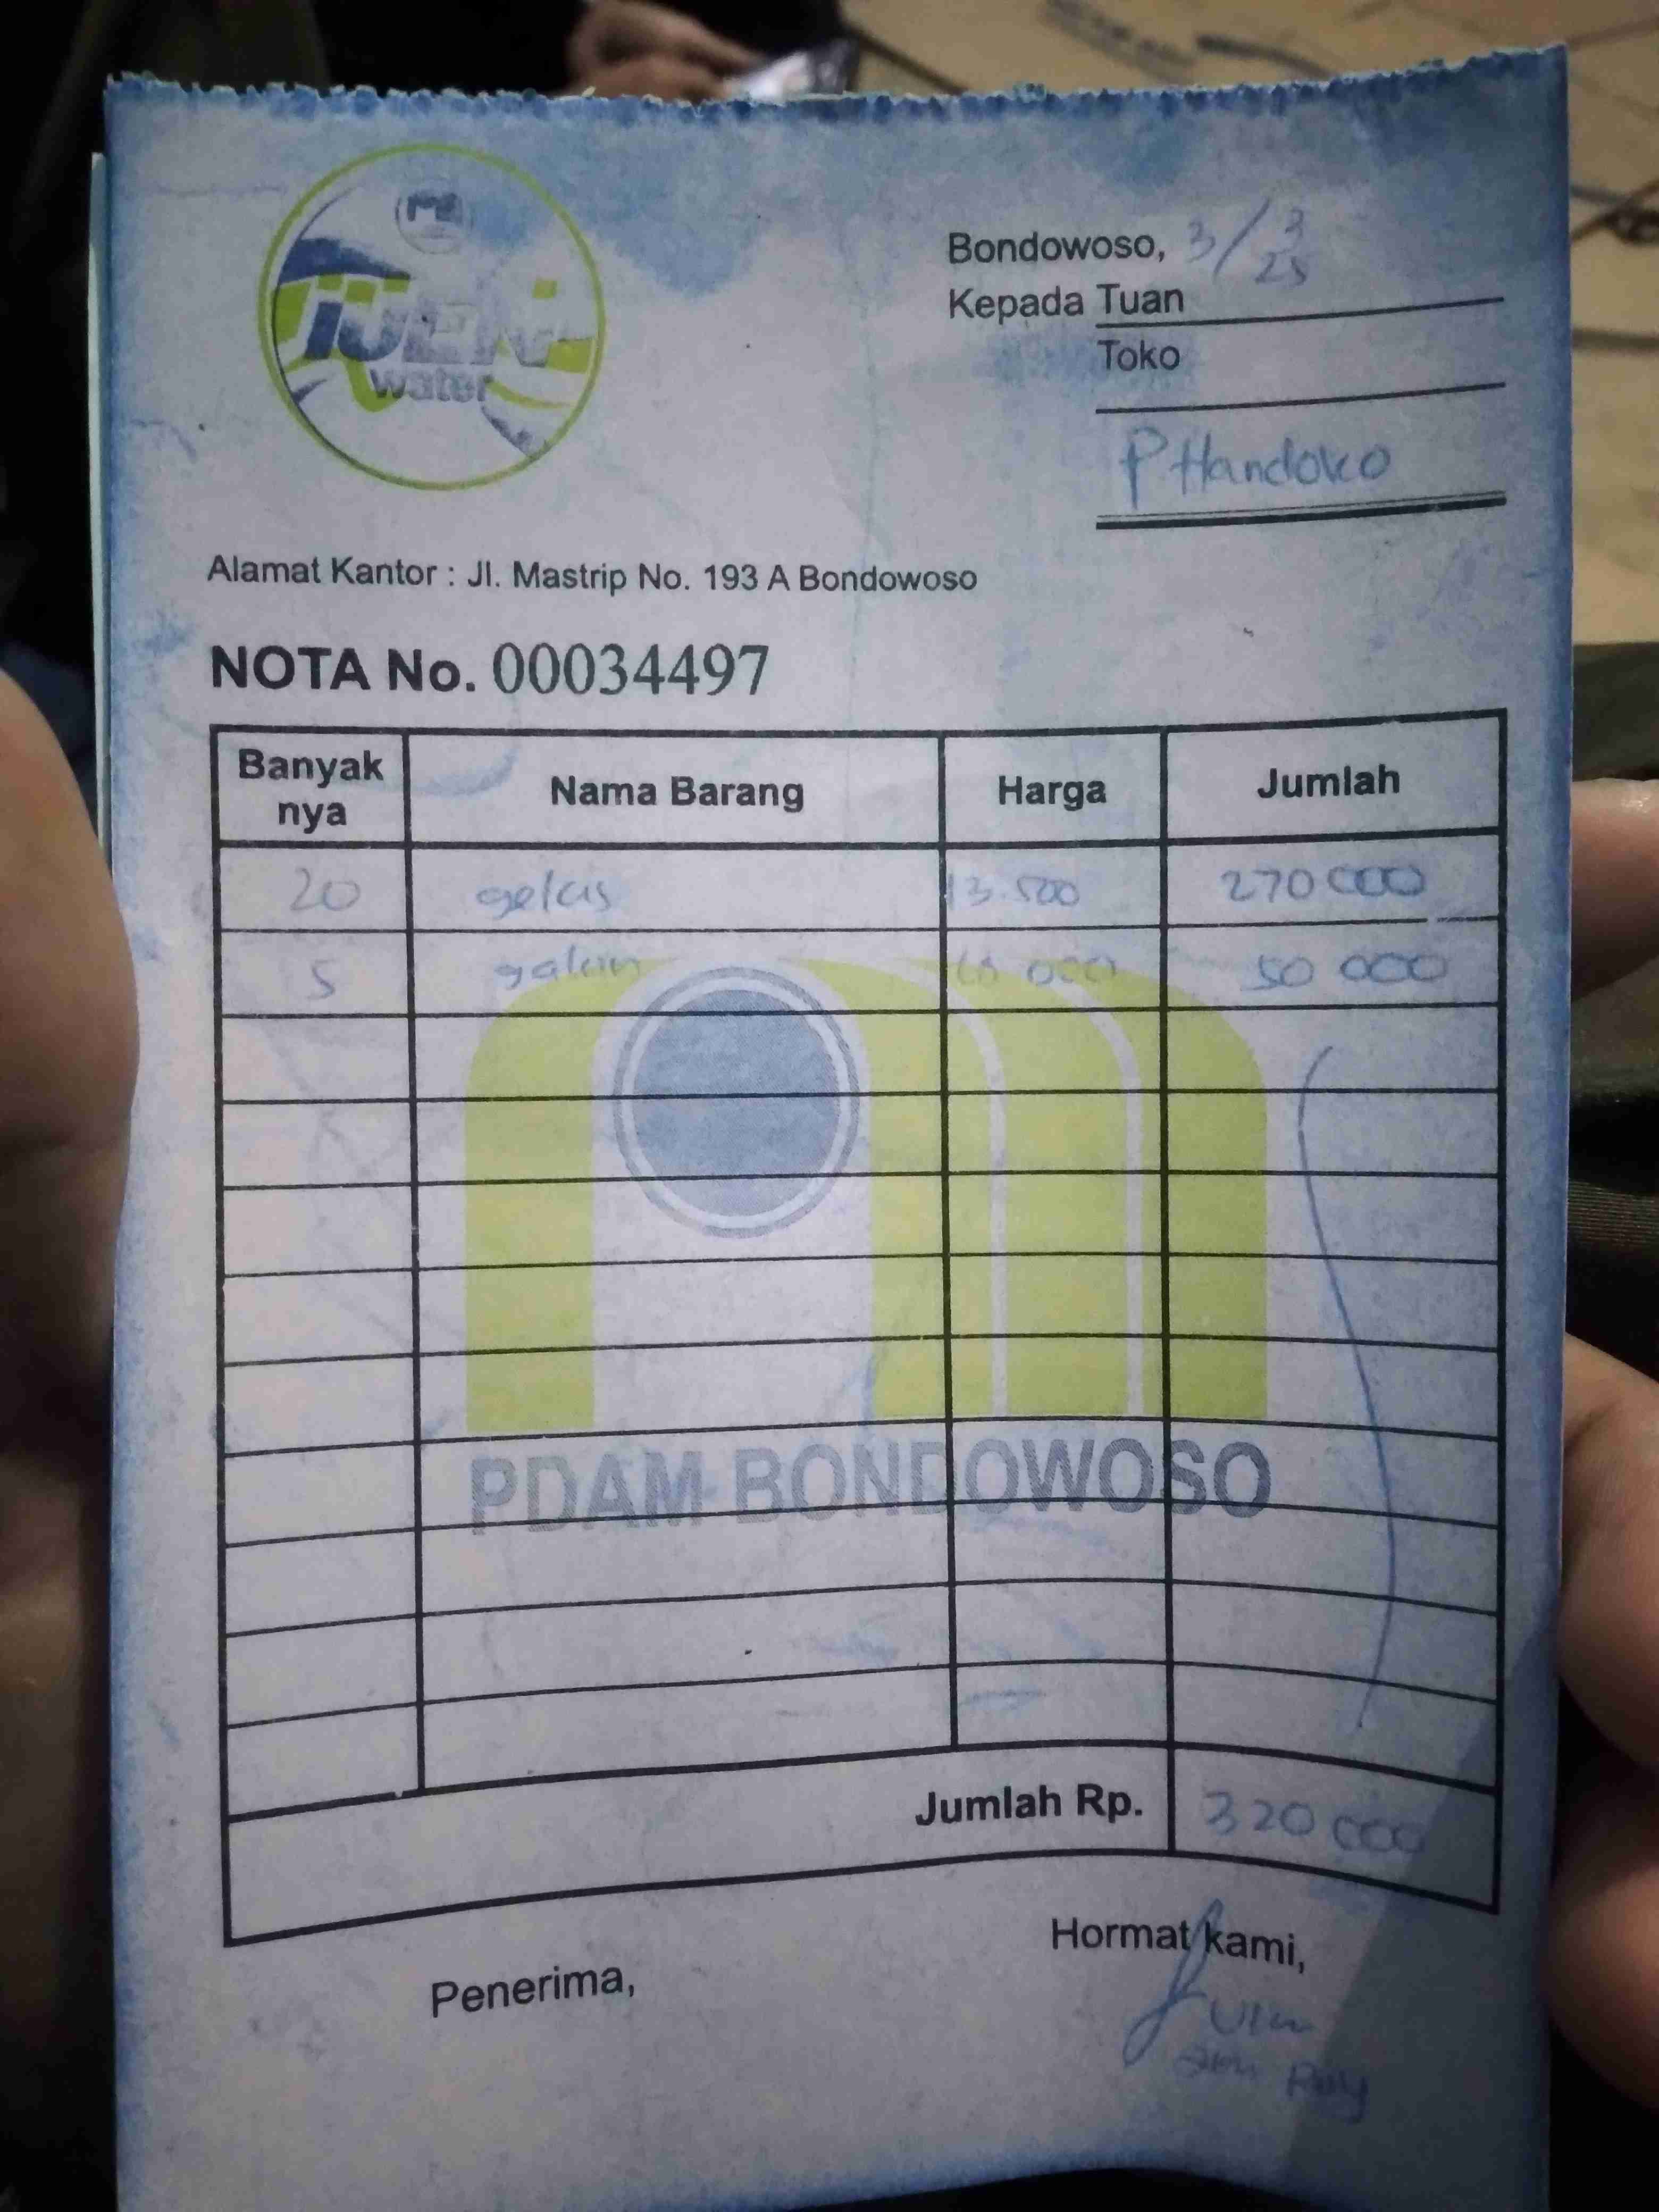 iJEN
water
Bondowoso, 3/3
25
Kepada Tuan
Toko
P Handoko
Alamat Kantor : Jl. Mastrip No. 193 A Bondowoso
NOTA No. 00034497
Banyak nya Nama Barang Harga Jumlah
20 gelas 13.500 270 000
5 galon 10 000 50 000
PDAM BONDOWOSO
Jumlah Rp. 320 000
Hormat kami,
Penerima,